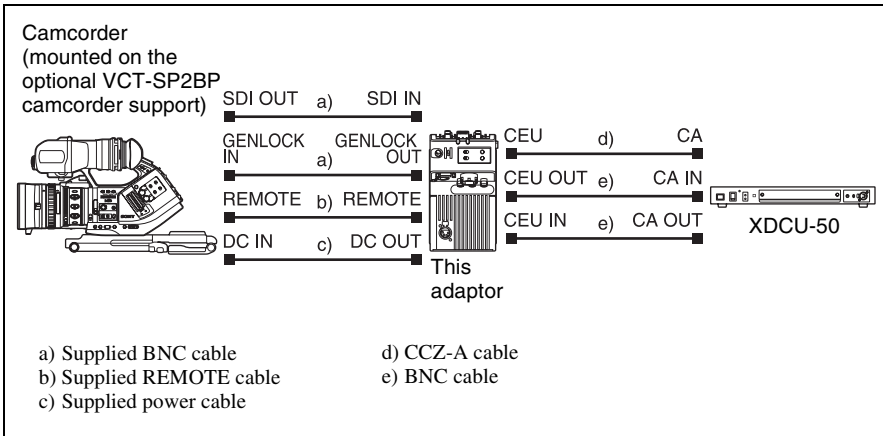 Camcorder
(mounted on the
optional VCT-SP2BP
camcorder support)
SDI OUT a) SDI IN
GENLOCK IN a) GENLOCK OUT
REMOTE b) REMOTE
DC IN c) DC OUT
This
adaptor
CEU d) CA
CEU OUT e) CA IN
CEU IN e) CA OUT
XDCU-50
a) Supplied BNC cable
b) Supplied REMOTE cable
c) Supplied power cable
d) CCZ-A cable
e) BNC cable